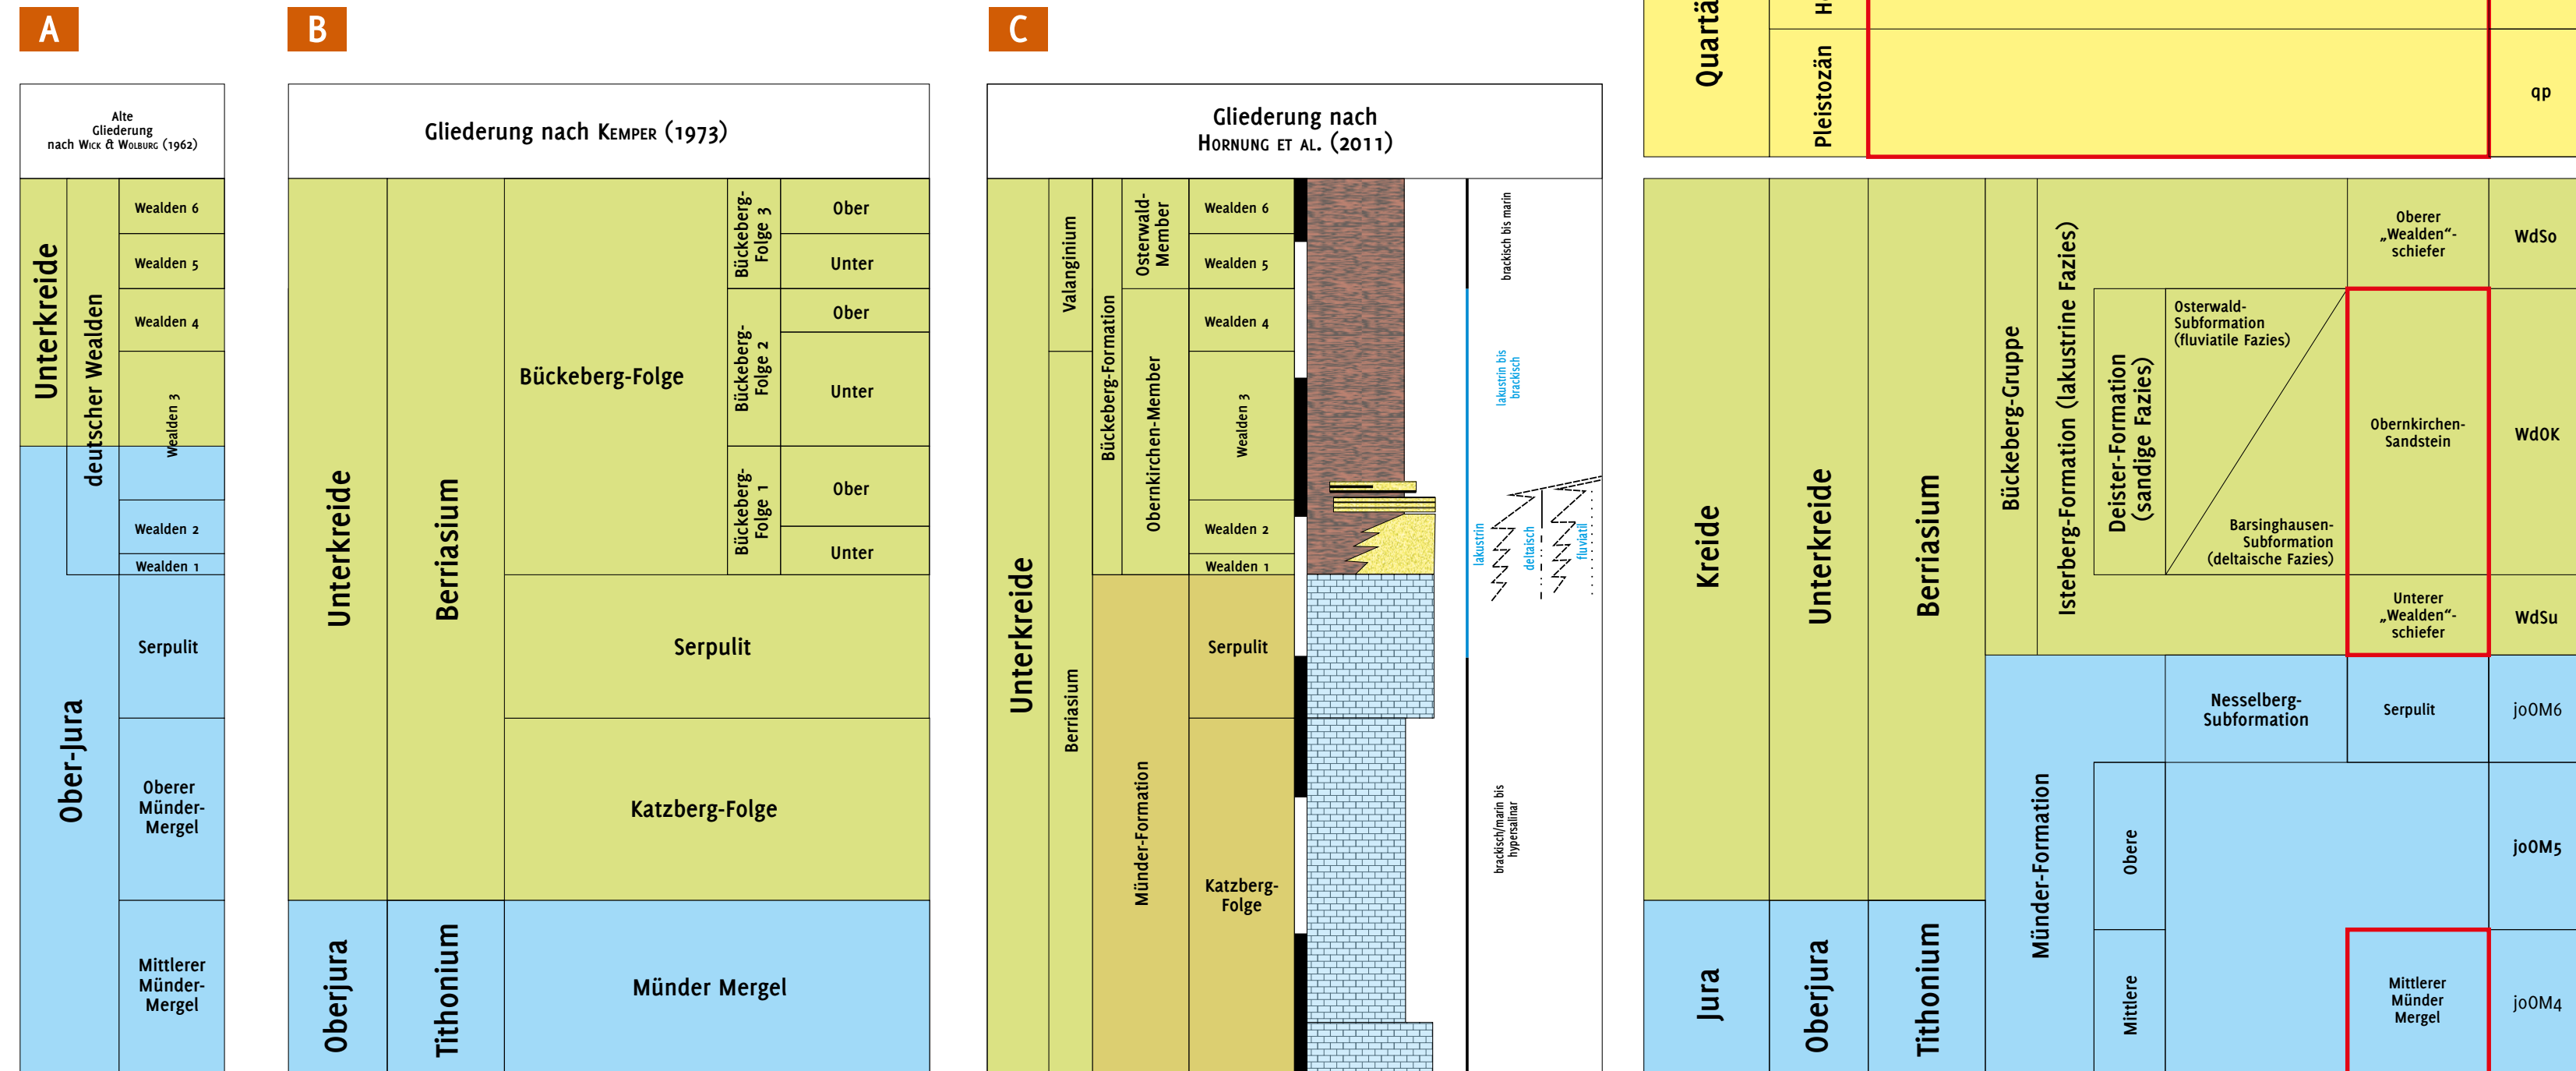 A
Alte
Gliederung
nach Wick & Wolburg (1962)
Unterkreide
Ober-Jura
deutscher Wealden
Wealden 6
Wealden 5
Wealden 4
Wealden 3
Wealden 2
Wealden 1
Serpulit
Oberer
Münder-
Mergel
Mittlerer
Münder-
Mergel
B
Gliederung nach Kemper (1973)
Unterkreide
Oberjura
Berriasium
Tithonium
Bückeberg-Folge
Bückeberg-
Folge 3
Ober
Unter
Bückeberg-
Folge 2
Ober
Unter
Bückeberg-
Folge 1
Ober
Unter
Serpulit
Katzberg-Folge
Münder Mergel
C
Gliederung nach
Hornung et al. (2011)
Unterkreide
Valanginium
Berriasium
Bückeberg-Formation
Münder-Formation
Osterwald-
Member
Obernkirchen-Member
Wealden 6
Wealden 5
Wealden 4
Wealden 3
Wealden 2
Wealden 1
Serpulit
Katzberg-
Folge
brackisch bis marin
lakustrin bis
brackisch
lakustrin
deltaisch
fluviatil
brackisch/marin bis
hypersalinar
Pleistozän
qp
Kreide
Jura
Unterkreide
Oberjura
Berriasium
Tithonium
Bückeberg-Gruppe
Isterberg-Formation (lakustrine Fazies)
Deister-Formation
(sandige Fazies)
Osterwald-
Subformation
(fluviatile Fazies)
Barsinghausen-
Subformation
(deltaische Fazies)
Oberer
„Wealden“-
schiefer
WdSo
Obernkirchen-
Sandstein
WdOK
Unterer
„Wealden“-
schiefer
WdSu
Münder-Formation
Nesselberg-
Subformation
Serpulit
joOM6
Obere
joOM5
Mittlere
Mittlerer
Münder
Mergel
joOM4